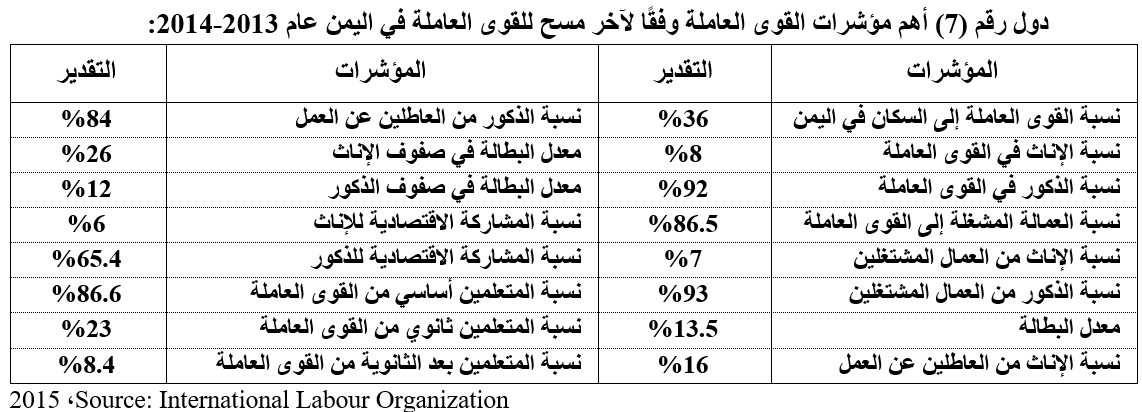 دول رقم (7) أهم مؤشرات القوى العاملة وفقًا لآخر مسح للقوى العاملة في اليمن عام 2013-2014:
المؤشرات التقدير المؤشرات التقدير
نسبة القوى العاملة إلى السكان في اليمن %36 نسبة الذكور من العاطلين عن العمل %84
نسبة الإناث في القوى العاملة %8 معدل البطالة في صفوف الإناث %26
نسبة الذكور في القوى العاملة %92 معدل البطالة في صفوف الذكور %12
نسبة العمالة المشغلة إلى القوى العاملة %86.5 نسبة المشاركة الاقتصادية للإناث %6
نسبة الإناث من العمال المشتغلين %7 نسبة المشاركة الاقتصادية للذكور %65.4
نسبة الذكور من العمال المشتغلين %93 نسبة المتعلمين أساسي من القوى العاملة %86.6
معدل البطالة %13.5 نسبة المتعلمين ثانوي من القوى العاملة %23
نسبة الإناث من العاطلين عن العمل %16 نسبة المتعلمين بعد الثانوية من القوى العاملة %8.4
2015 ،Source: International Labour Organization